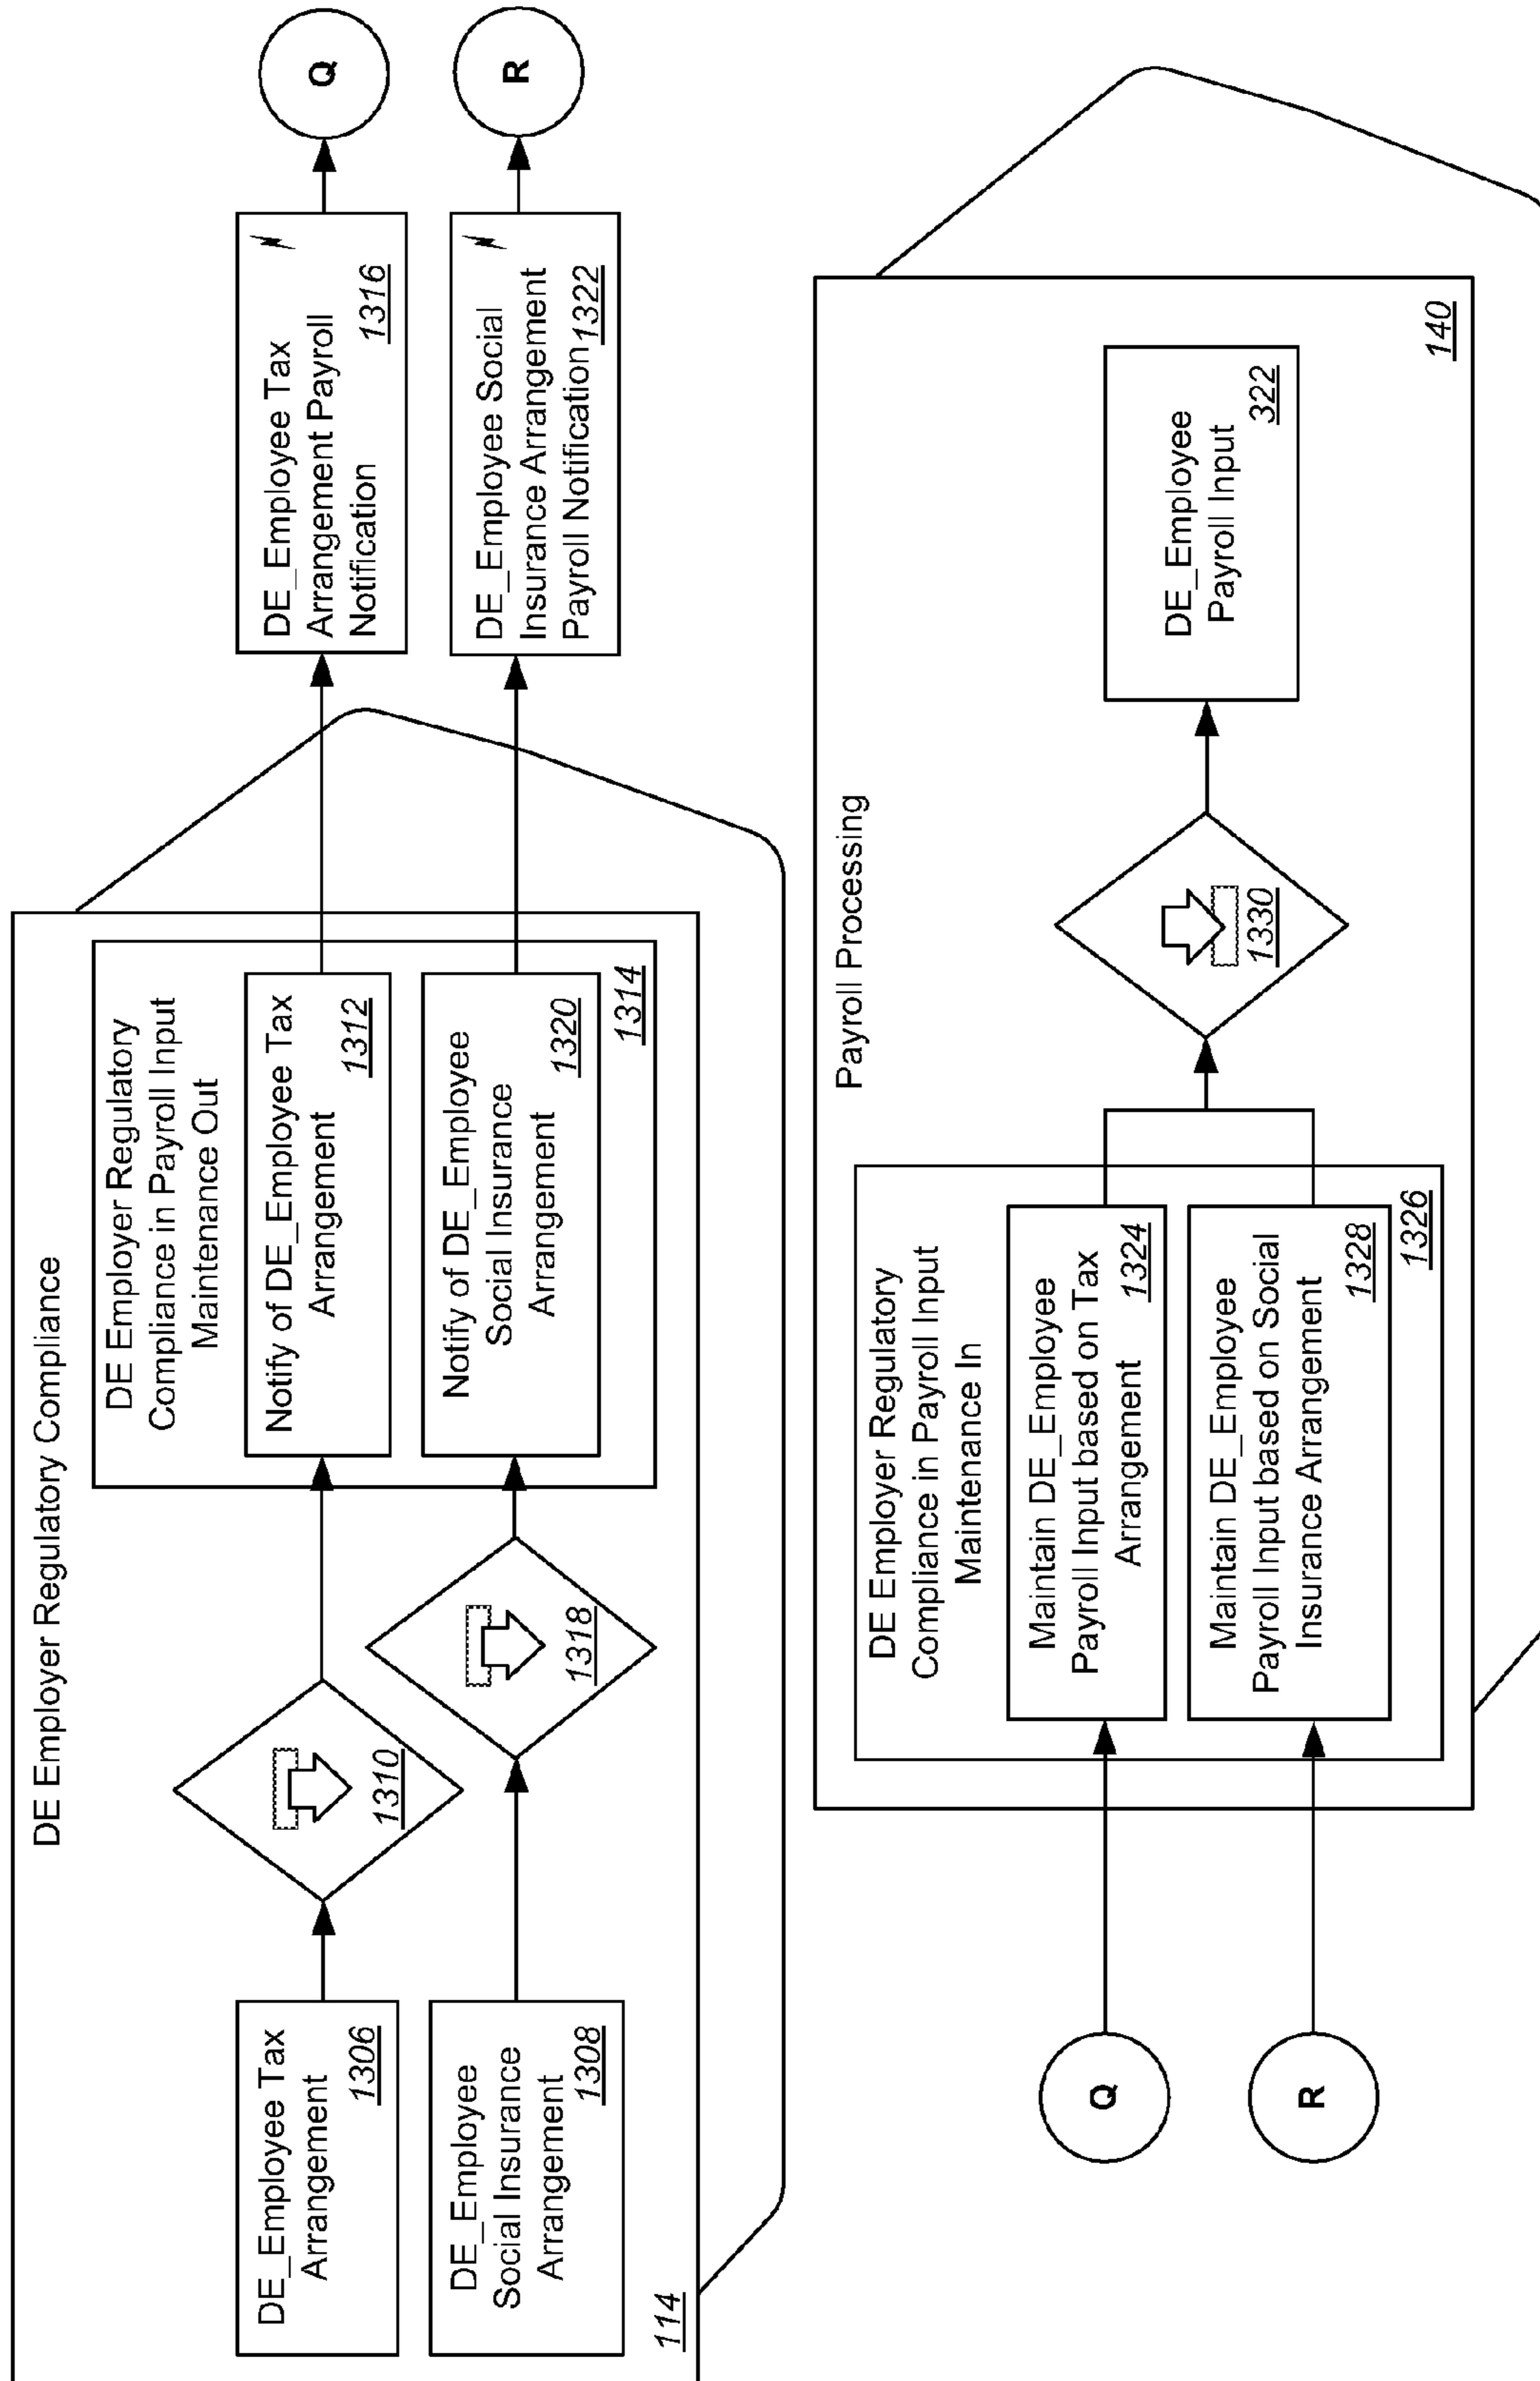 DE Employer Regulatory Compliance
DE_Employee Tax
Arrangement
1306
DE_Employee
Social Insurance
Arrangement
1308
114
1310
1318
DE Employer Regulatory
Compliance in Payroll Input
Maintenance Out
Notify of DE_Employee Tax
Arrangement
1312
Notify of DE_Employee
Social Insurance
Arrangement
1320
1314
DE_Employee Tax
Arrangement Payroll
Notification
1316
DE_Employee Social
Insurance Arrangement
Payroll Notification 1322
Q
R
Payroll Processing
Q
R
DE Employer Regulatory
Compliance in Payroll Input
Maintenance In
Maintain DE_Employee
Payroll Input based on Tax
Arrangement
1324
Maintain DE_Employee
Payroll Input based on Social
Insurance Arrangement
1328
1326
1330
DE_Employee
Payroll Input
322
140